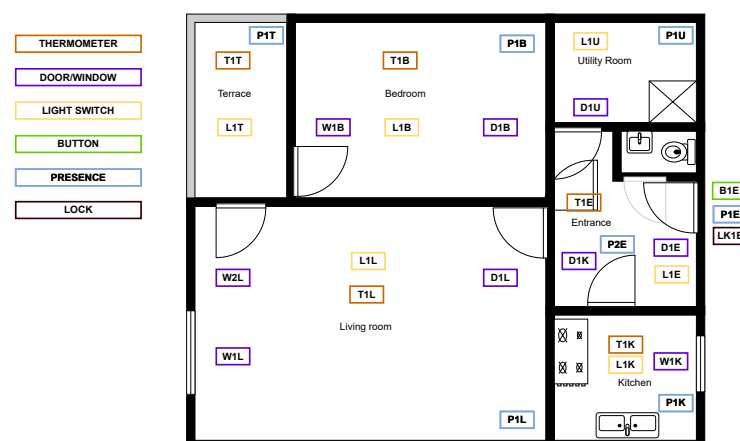 THERMOMETER
DOOR/WINDOW
LIGHT SWITCH
BUTTON
PRESENCE
LOCK
P1T
T1T
Terrace
L1T
P1B
T1B
Bedroom
W1B
L1B
D1B
P1U
L1U
Utility Room
D1U
T1E
Entrance
P2E
D1K
D1E
L1E
B1E
P1E
LK1E
W2L
L1L
D1L
T1L
Living room
W1L
P1L
T1K
L1K
W1K
Kitchen
P1K